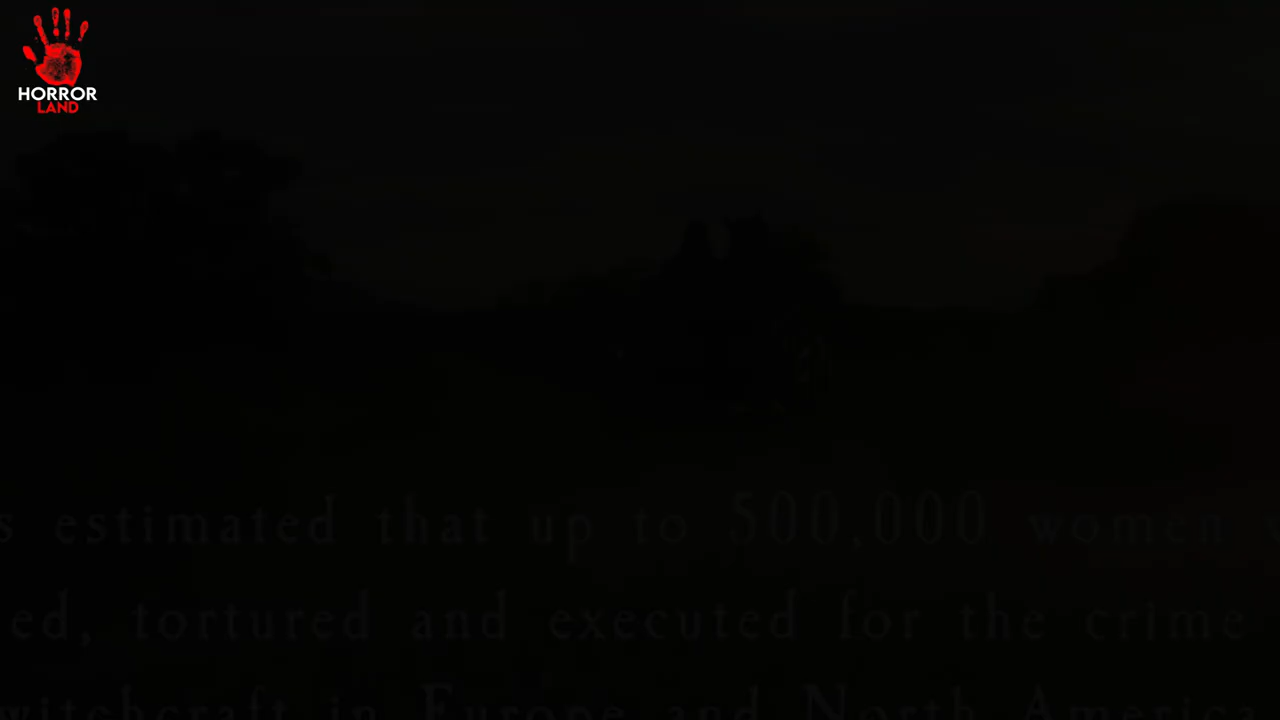 HORROR
LAND
estimated that up to 500,000 women
tortured and executed for the crime
witchcraft in Europe and North America